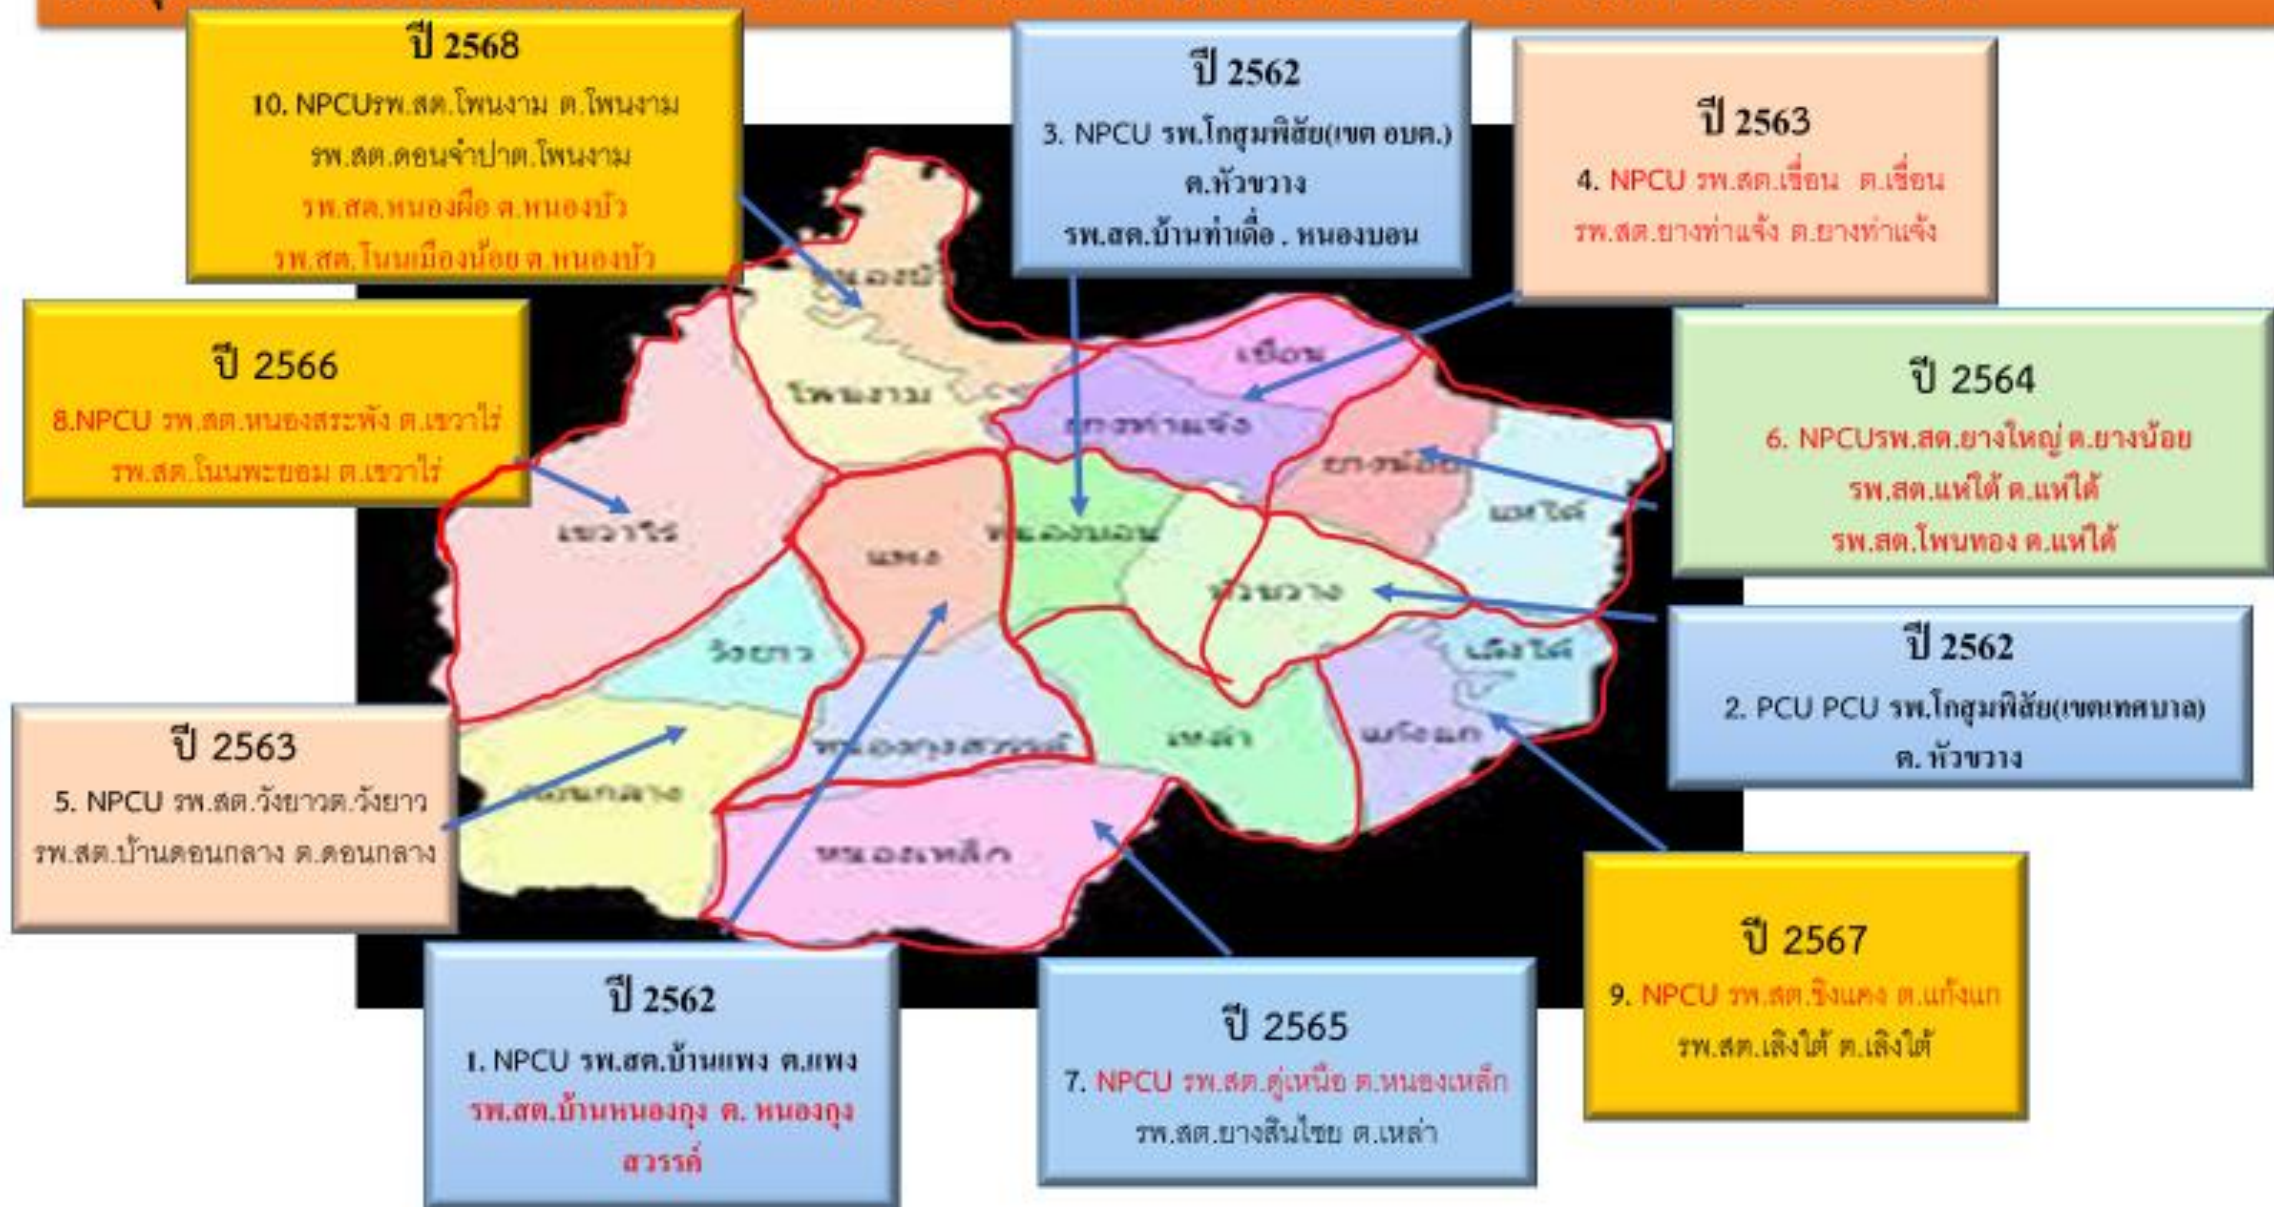 ปี 2568
10. NPCUรพ.สต.โพนงาม ต.โพนงาม
รพ.สต.ดอนจำปาต.โพนงาม
รพ.สต.หนองผือ ต.หนองบัว
รพ.สต.โนนเมืองน้อย ต.หนองบัว
ปี 2562
3. NPCU รพ.โกสุมพิสัย(เขต อบต.)
ต.หัวขวาง
รพ.สต.บ้านท่าเดื่อ . หนองบอน
ปี 2563
4. NPCU รพ.สต.เขื่อน ต.เขื่อน
รพ.สต.ยางท่าแจ้ง ต.ยางท่าแจ้ง
ปี 2566
8.NPCU รพ.สต.หนองสระพัง ต.เขวาไร่
รพ.สต.โนนพะยอม ต.เขวาไร่
ปี 2564
6. NPCUรพ.สต.ยางใหญ่ ต.ยางน้อย
รพ.สต.แห่ใต้ ต.แห่ใต้
รพ.สต.โพนทอง ต.แห่ใต้
หนองบัว
เขื่อน
โพนงาม
ยางท่าแจ้ง
ยางน้อย
แห่ใต้
เขวาไร่
แพง
หนองบอน
หัวขวาง
วังยาว
เลิงใต้
หนองกุงสวรรค์
เหล่า
แก้งแก
ดอนกลาง
หนองเหล็ก
ปี 2562
2. PCU PCU รพ.โกสุมพิสัย(เขตเทศบาล)
ต. หัวขวาง
ปี 2563
5. NPCU รพ.สต.วังยาวต.วังยาว
รพ.สต.บ้านดอนกลาง ต.ดอนกลาง
ปี 2562
1. NPCU รพ.สต.บ้านแพง ต.แพง
รพ.สต.บ้านหนองกุง ต. หนองกุง
สวรรค์
ปี 2565
7. NPCU รพ.สต.คู่เหนือ ต.หนองเหล็ก
รพ.สต.ยางสินไชย ต.เหล่า
ปี 2567
9. NPCU รพ.สต.ขิงแคง ต.แก้งแก
รพ.สต.เลิงใต้ ต.เลิงใต้